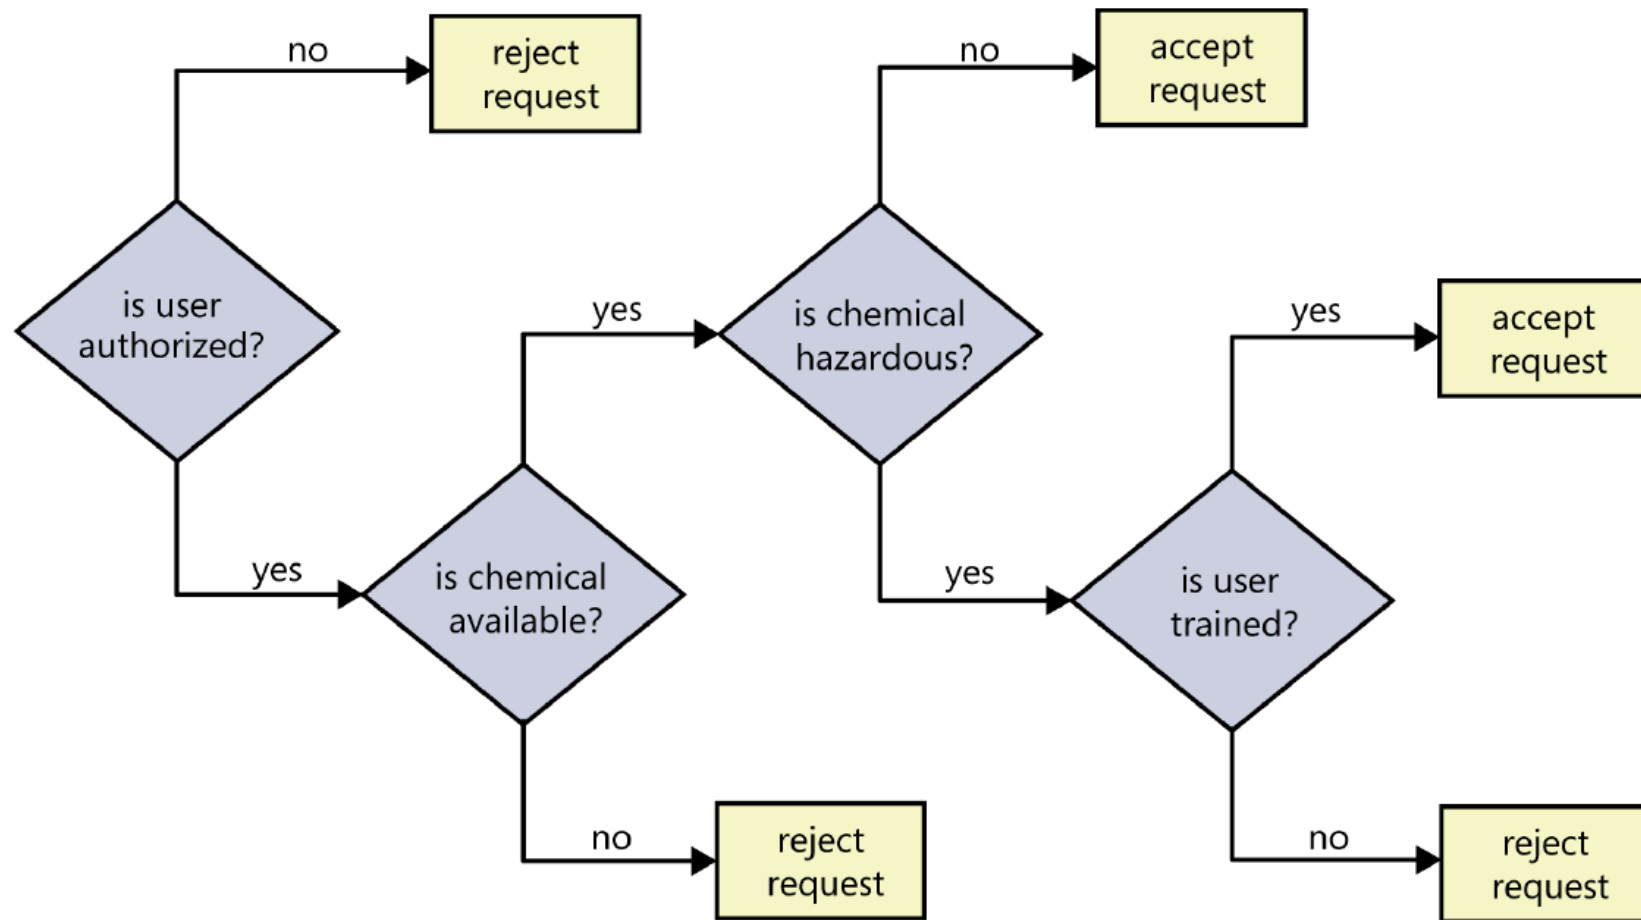 no
reject
request
is user
authorized?
yes
is chemical
available?
no
reject
request
yes
is chemical
hazardous?
no
accept
request
yes
is user
trained?
yes
accept
request
no
reject
request